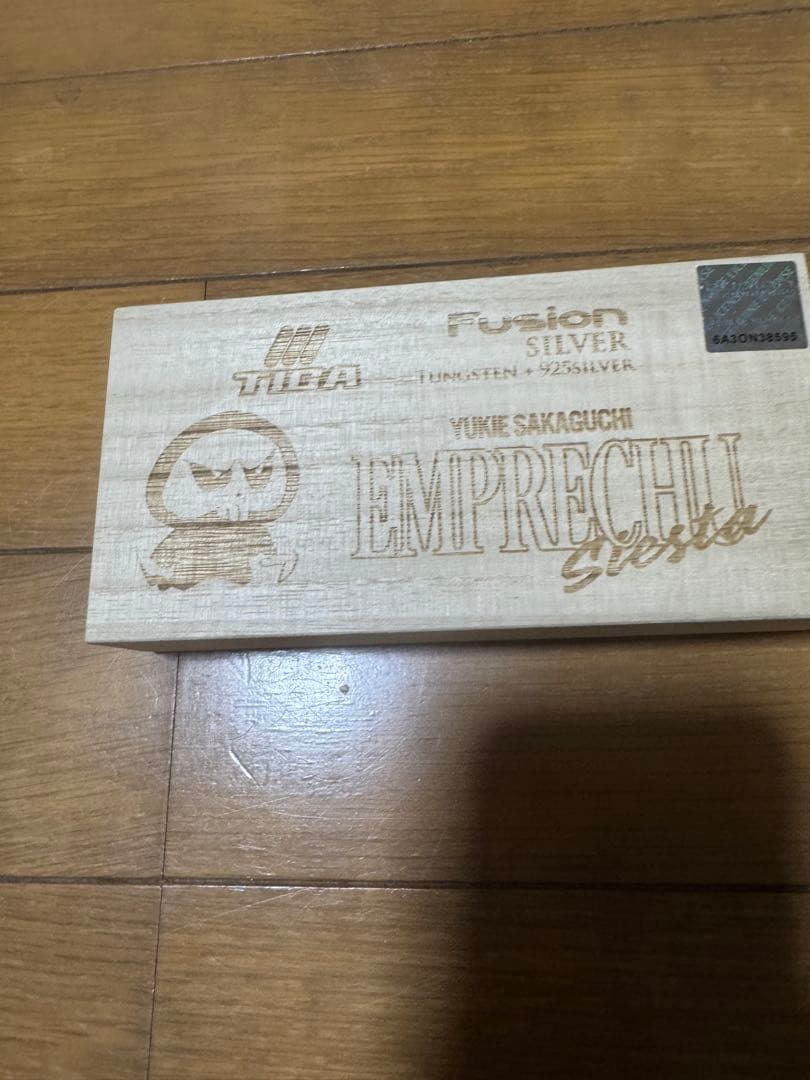 TIGA
Fusion
SILVER
TUNGSTEN + 925SILVER
6A3ON38595
YUKIE SAKAGUCHI
EMPRECHU
Siesta